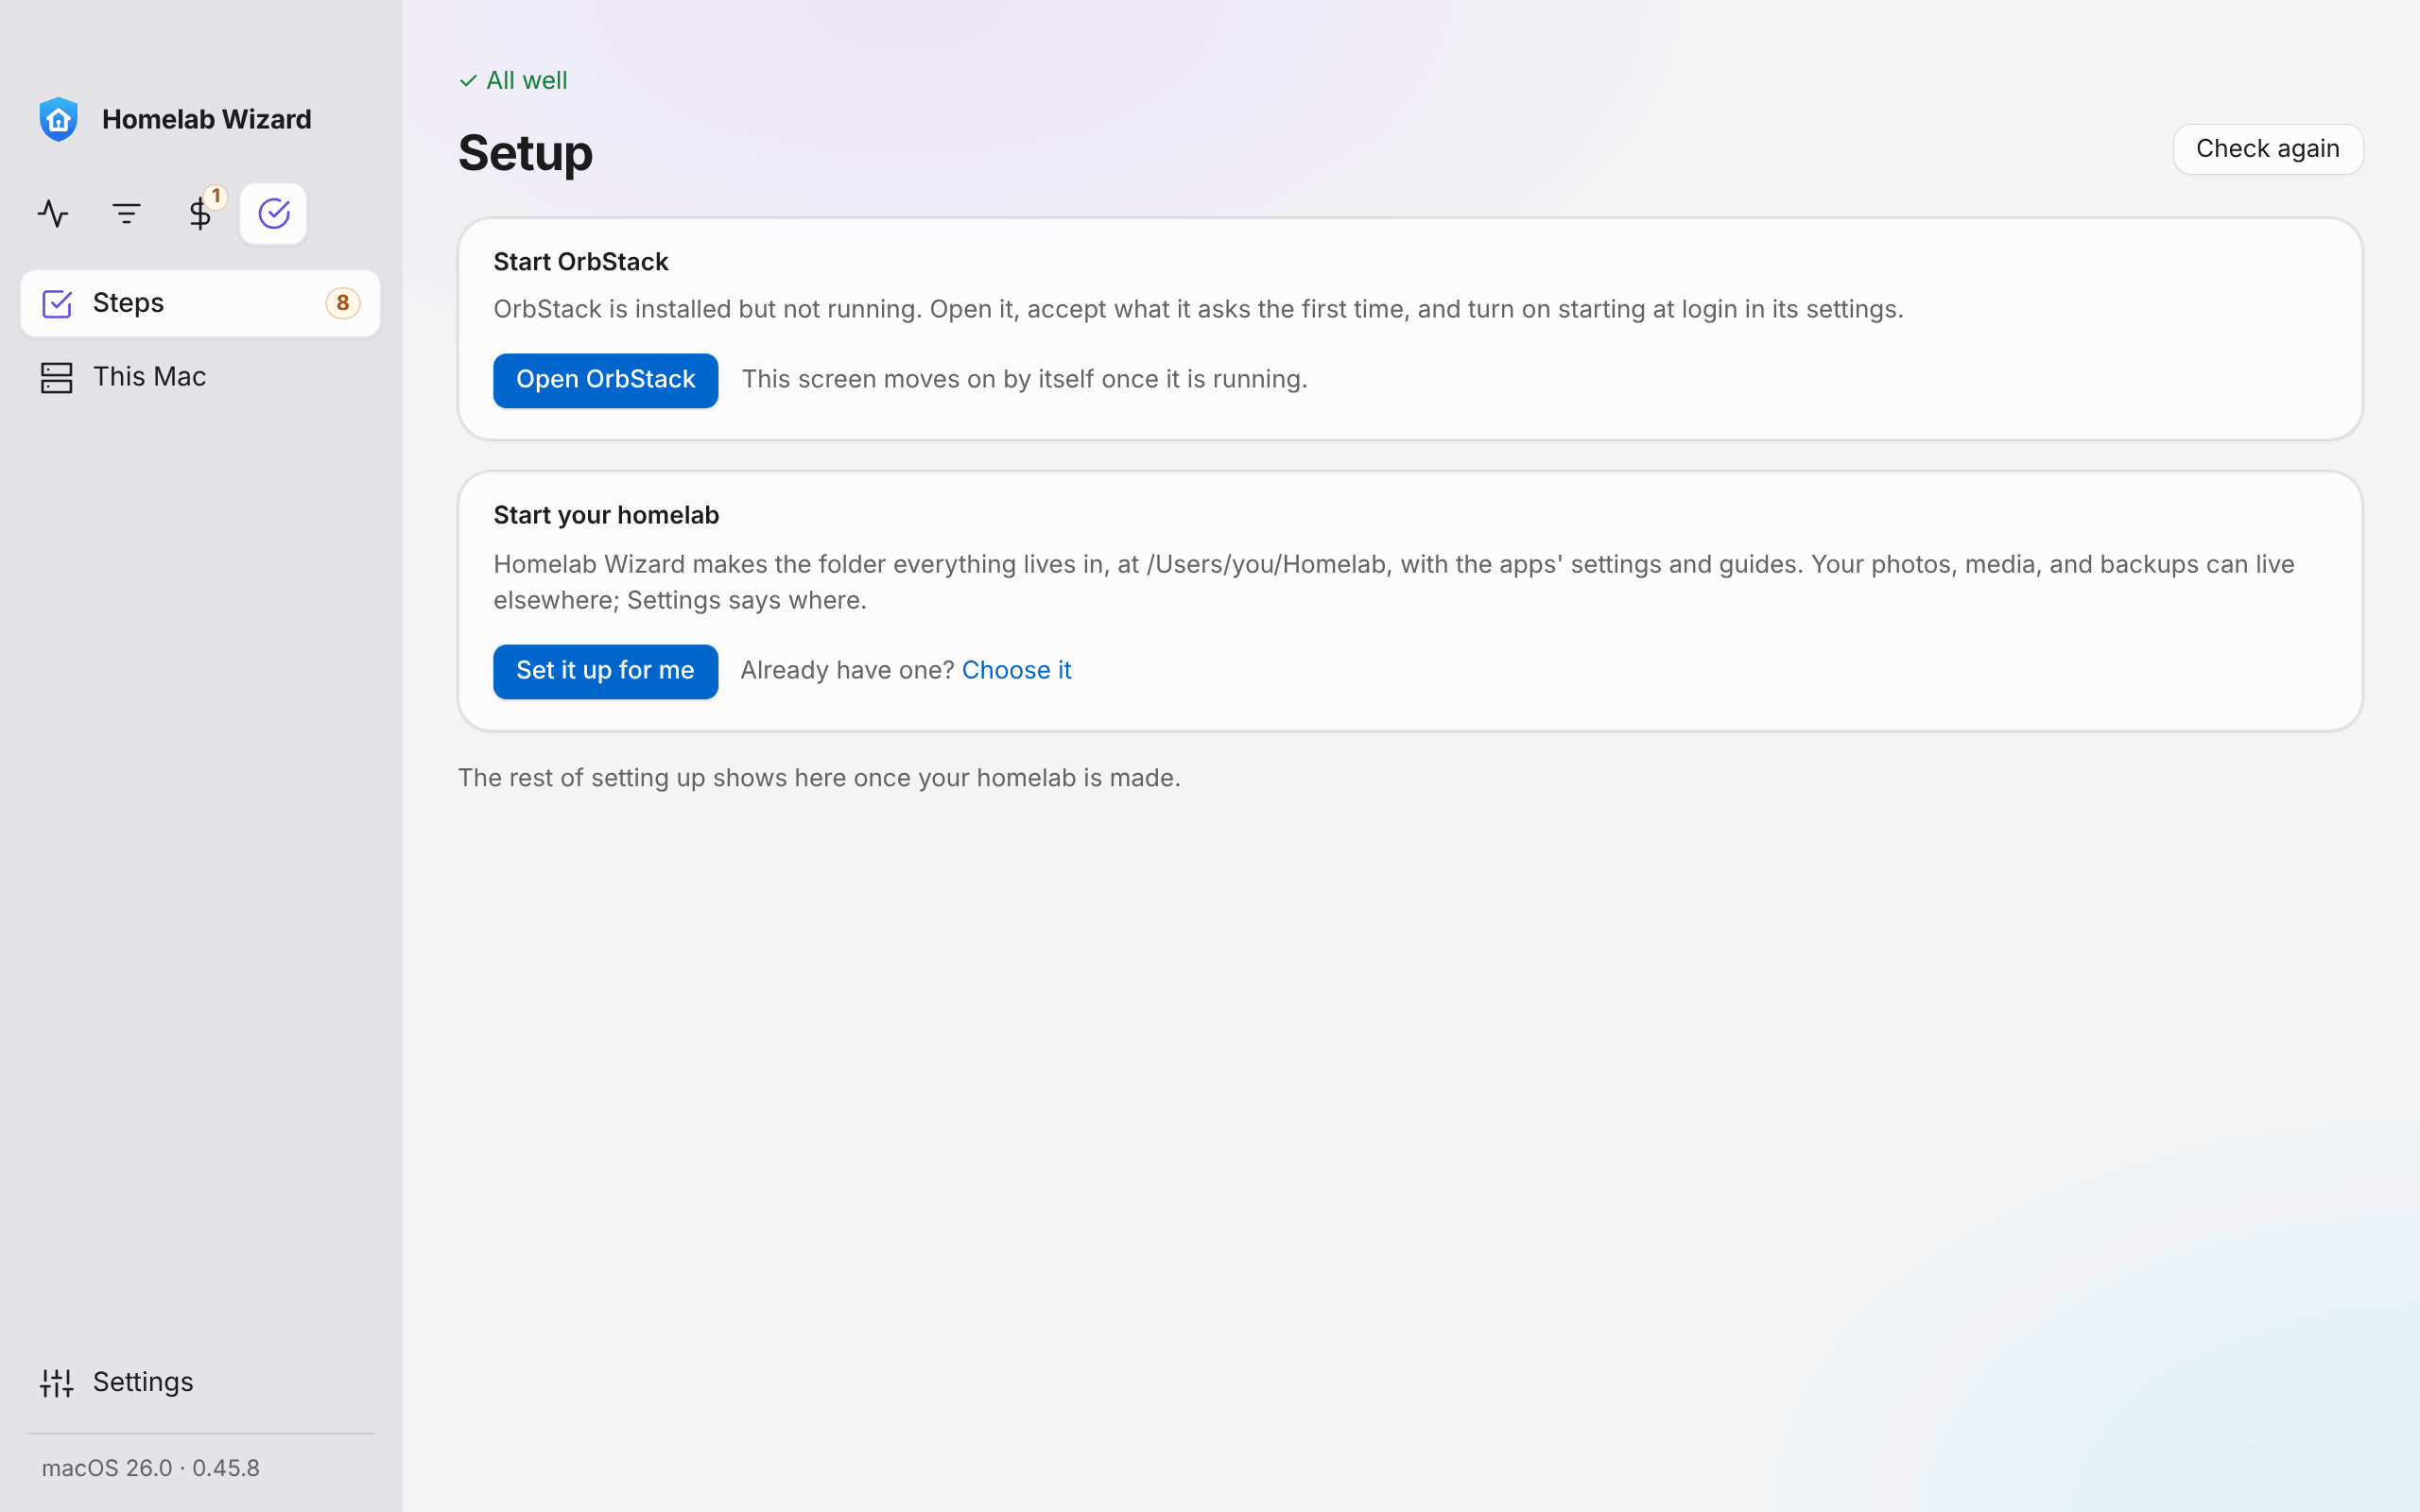 Homelab Wizard
1
Steps
8
This Mac
Settings
macOS 26.0 · 0.45.8
All well
Setup
Check again
Start OrbStack
OrbStack is installed but not running. Open it, accept what it asks the first time, and turn on starting at login in its settings.
Open OrbStack
This screen moves on by itself once it is running.
Start your homelab
Homelab Wizard makes the folder everything lives in, at /Users/you/Homelab, with the apps' settings and guides. Your photos, media, and backups can live
elsewhere; Settings says where.
Set it up for me
Already have one? Choose it
The rest of setting up shows here once your homelab is made.